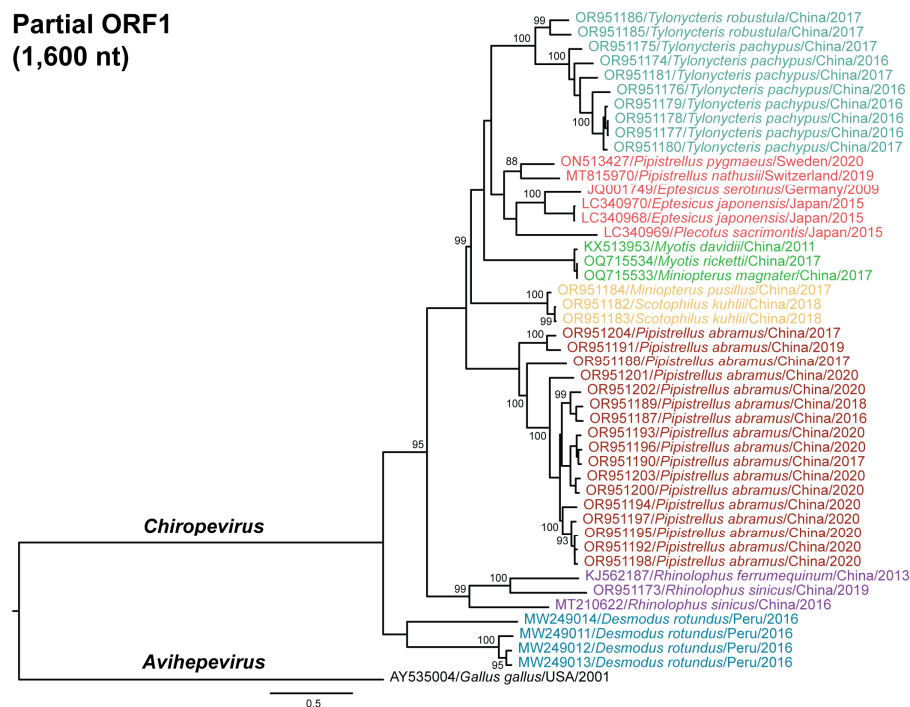 Partial ORF1
(1,600 nt)
99
OR951186/Tylonycteris robustula/China/2017
OR951185/Tylonycteris robustula/China/2017
100
OR951175/Tylonycteris pachypus/China/2017
100
OR951174/Tylonycteris pachypus/China/2016
OR951181/Tylonycteris pachypus/China/2017
OR951176/Tylonycteris pachypus/China/2016
OR951179/Tylonycteris pachypus/China/2016
OR951178/Tylonycteris pachypus/China/2016
100
OR951177/Tylonycteris pachypus/China/2016
OR951180/Tylonycteris pachypus/China/2017
88
ON513427/Pipistrellus pygmaeus/Sweden/2020
MT815970/Pipistrellus nathusii/Switzerland/2019
100
JQ001749/Eptesicus serotinus/Germany/2009
LC340970/Eptesicus japonensis/Japan/2015
LC340968/Eptesicus japonensis/Japan/2015
LC340969/Plecotus sacrimontis/Japan/2015
99
KX513953/Myotis davidii/China/2011
OQ715534/Myotis ricketti/China/2017
OQ715533/Miniopterus magnater/China/2017
100
OR951184/Miniopterus pusillus/China/2017
OR951182/Scotophilus kuhlii/China/2018
99
OR951183/Scotophilus kuhlii/China/2018
100
OR951204/Pipistrellus abramus/China/2017
OR951191/Pipistrellus abramus/China/2019
OR951188/Pipistrellus abramus/China/2017
OR951201/Pipistrellus abramus/China/2020
100
99
OR951202/Pipistrellus abramus/China/2020
OR951189/Pipistrellus abramus/China/2018
OR951187/Pipistrellus abramus/China/2016
100
OR951193/Pipistrellus abramus/China/2020
OR951196/Pipistrellus abramus/China/2020
OR951190/Pipistrellus abramus/China/2017
OR951203/Pipistrellus abramus/China/2020
OR951200/Pipistrellus abramus/China/2020
95
OR951194/Pipistrellus abramus/China/2020
OR951197/Pipistrellus abramus/China/2020
100
OR951195/Pipistrellus abramus/China/2020
93
OR951192/Pipistrellus abramus/China/2020
OR951198/Pipistrellus abramus/China/2020
Chiropevirus
100
KJ562187/Rhinolophus ferrumequinum/China/2013
99
OR951173/Rhinolophus sinicus/China/2019
MT210622/Rhinolophus sinicus/China/2016
MW249014/Desmodus rotundus/Peru/2016
100
MW249011/Desmodus rotundus/Peru/2016
MW249012/Desmodus rotundus/Peru/2016
95
MW249013/Desmodus rotundus/Peru/2016
Avihepevirus
AY535004/Gallus gallus/USA/2001
0.5